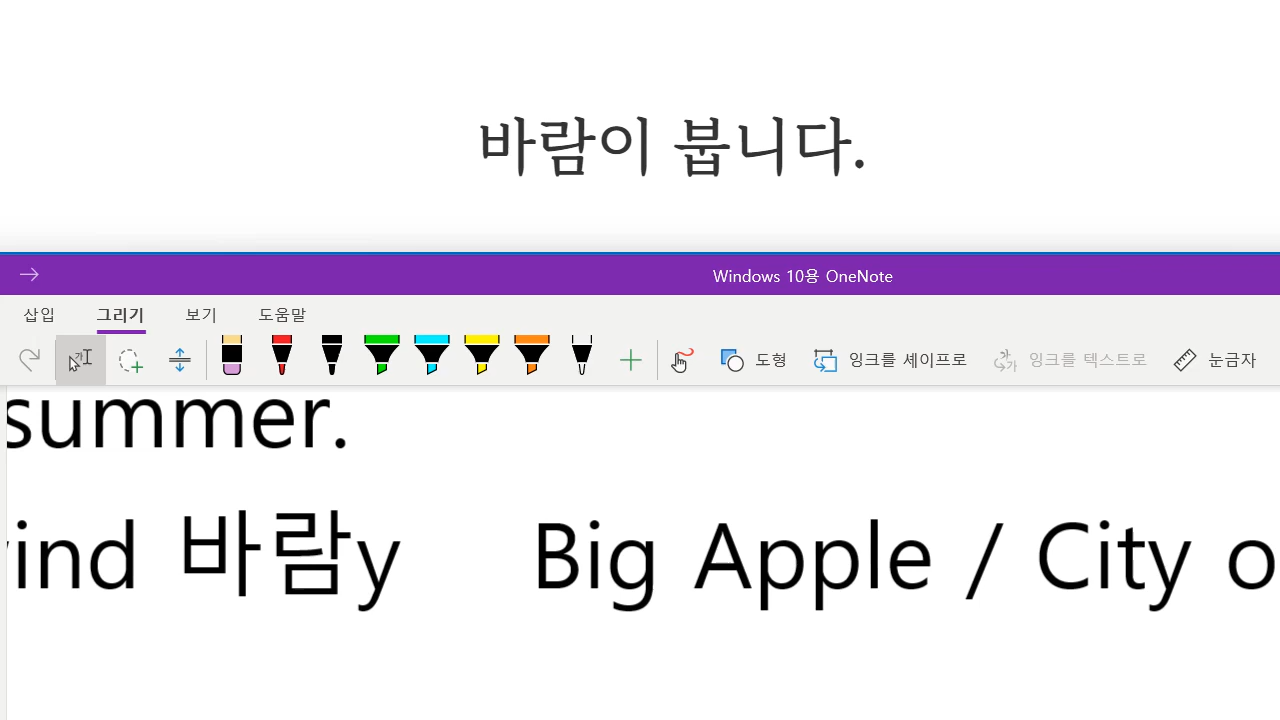 바람이 붑니다.
Windows 10용 OneNote
삽입 그리기 보기 도움말
도형 잉크를 셰이프로 잉크를 텍스트로 눈금자
summer.
ind 바람y Big Apple / City o